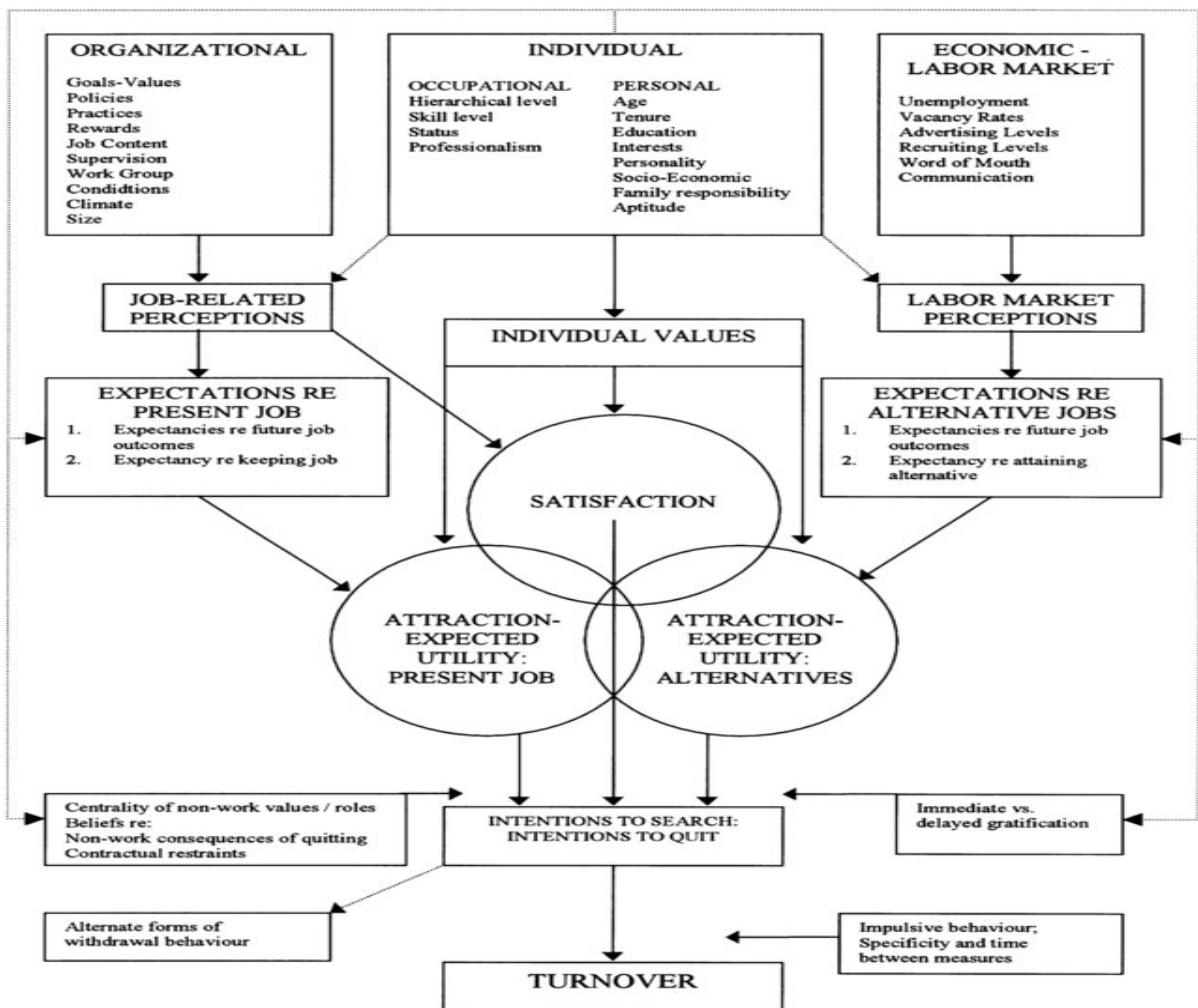 ORGANIZATIONAL
Goals-Values
Policies
Practices
Rewards
Job Content
Supervision
Work Group
Condidtions
Climate
Size
INDIVIDUAL
OCCUPATIONAL
Hierarchical level
Skill level
Status
Professionalism
PERSONAL
Age
Tenure
Education
Interests
Personality
Socio-Economic
Family responsibility
Aptitude
ECONOMIC -
LABOR MARKET
Unemployment
Vacancy Rates
Advertising Levels
Recruiting Levels
Word of Mouth
Communication
JOB-RELATED
PERCEPTIONS
INDIVIDUAL VALUES
LABOR MARKET
PERCEPTIONS
EXPECTATIONS RE
PRESENT JOB
1. Expectancies re future job
outcomes
2. Expectancy re keeping job
EXPECTATIONS RE
ALTERNATIVE JOBS
1. Expectancies re future job
outcomes
2. Expectancy re attaining
alternative
SATISFACTION
ATTRACTION-
EXPECTED
UTILITY:
PRESENT JOB
ATTRACTION-
EXPECTED
UTILITY:
ALTERNATIVES
Centrality of non-work values / roles
Beliefs re:
Non-work consequences of quitting
Contractual restraints
INTENTIONS TO SEARCH:
INTENTIONS TO QUIT
Immediate vs.
delayed gratification
Alternate forms of
withdrawal behaviour
Impulsive behaviour;
Specificity and time
between measures
TURNOVER